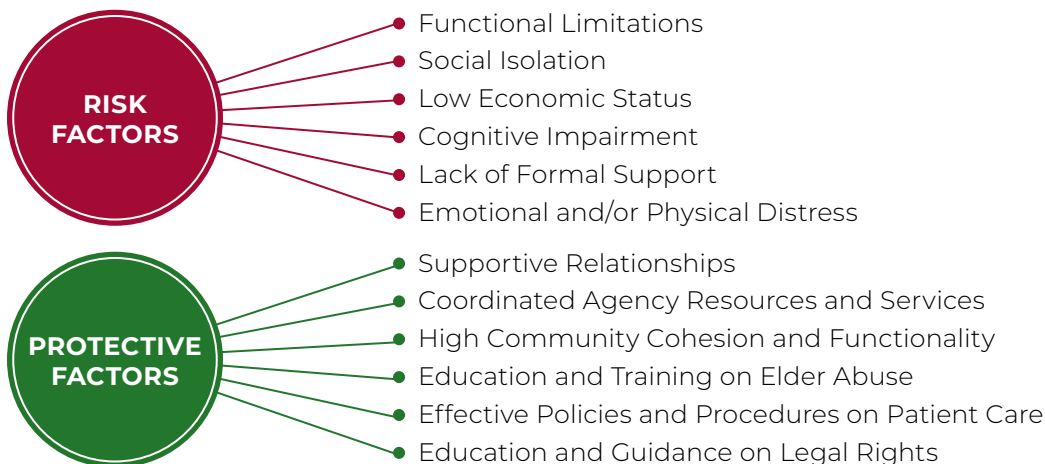 RISK
FACTORS
Functional Limitations
Social Isolation
Low Economic Status
Cognitive Impairment
Lack of Formal Support
Emotional and/or Physical Distress
PROTECTIVE
FACTORS
Supportive Relationships
Coordinated Agency Resources and Services
High Community Cohesion and Functionality
Education and Training on Elder Abuse
Effective Policies and Procedures on Patient Care
Education and Guidance on Legal Rights